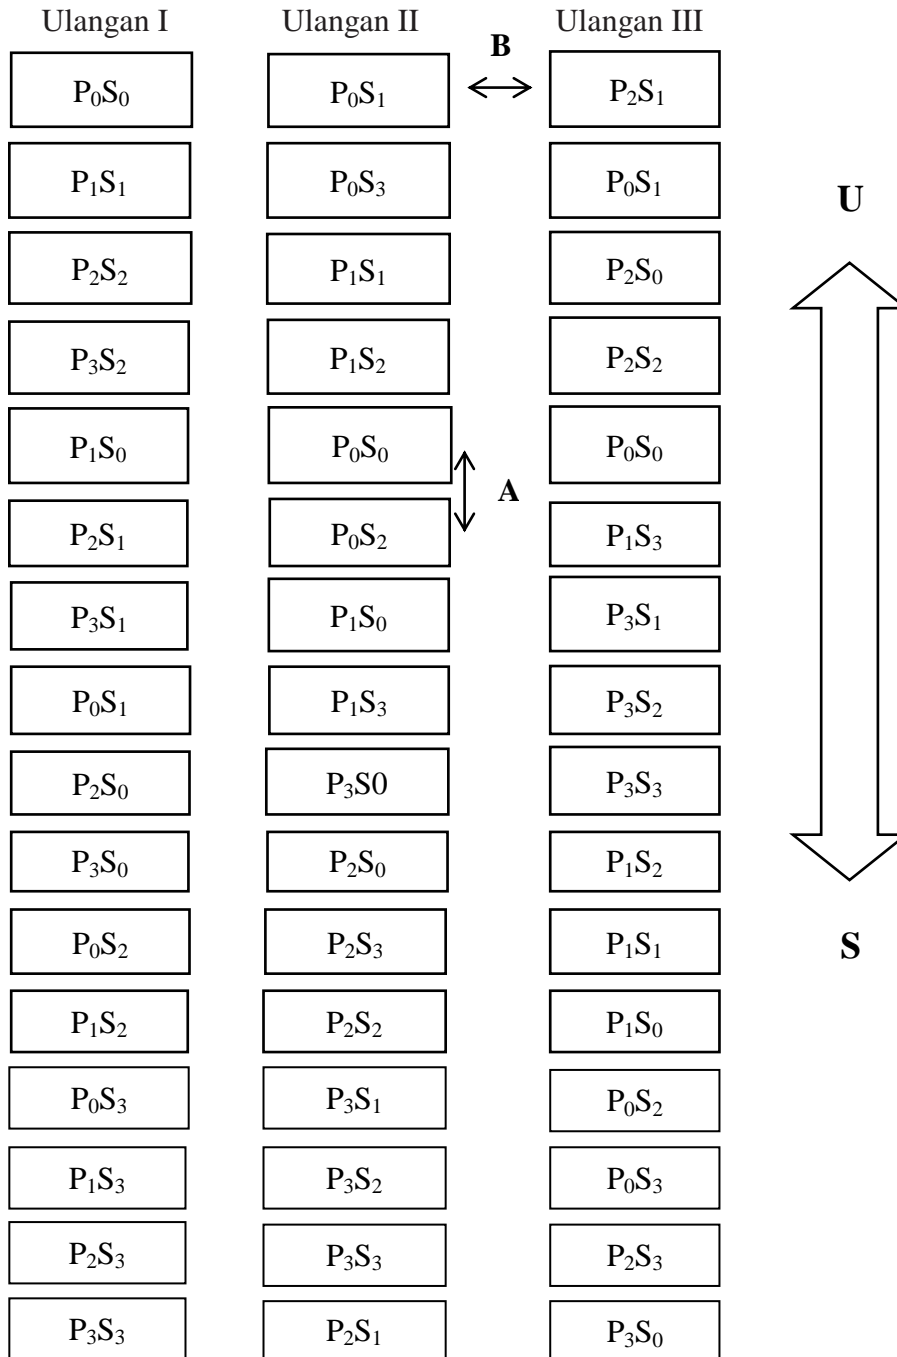 Ulangan I Ulangan II Ulangan III
B
P₀S₀ P₀S₁ P₂S₁
P₁S₁ P₀S₃ P₀S₁
U
P₂S₂ P₁S₁ P₂S₀
P₃S₂ P₁S₂ P₂S₂
P₁S₀ P₀S₀ P₀S₀
A
P₂S₁ P₀S₂ P₁S₃
P₃S₁ P₁S₀ P₃S₁
P₀S₁ P₁S₃ P₃S₂
P₂S₀ P₃S0 P₃S₃
P₃S₀ P₂S₀ P₁S₂
P₀S₂ P₂S₃ P₁S₁
S
P₁S₂ P₂S₂ P₁S₀
P₀S₃ P₃S₁ P₀S₂
P₁S₃ P₃S₂ P₀S₃
P₂S₃ P₃S₃ P₂S₃
P₃S₃ P₂S₁ P₃S₀